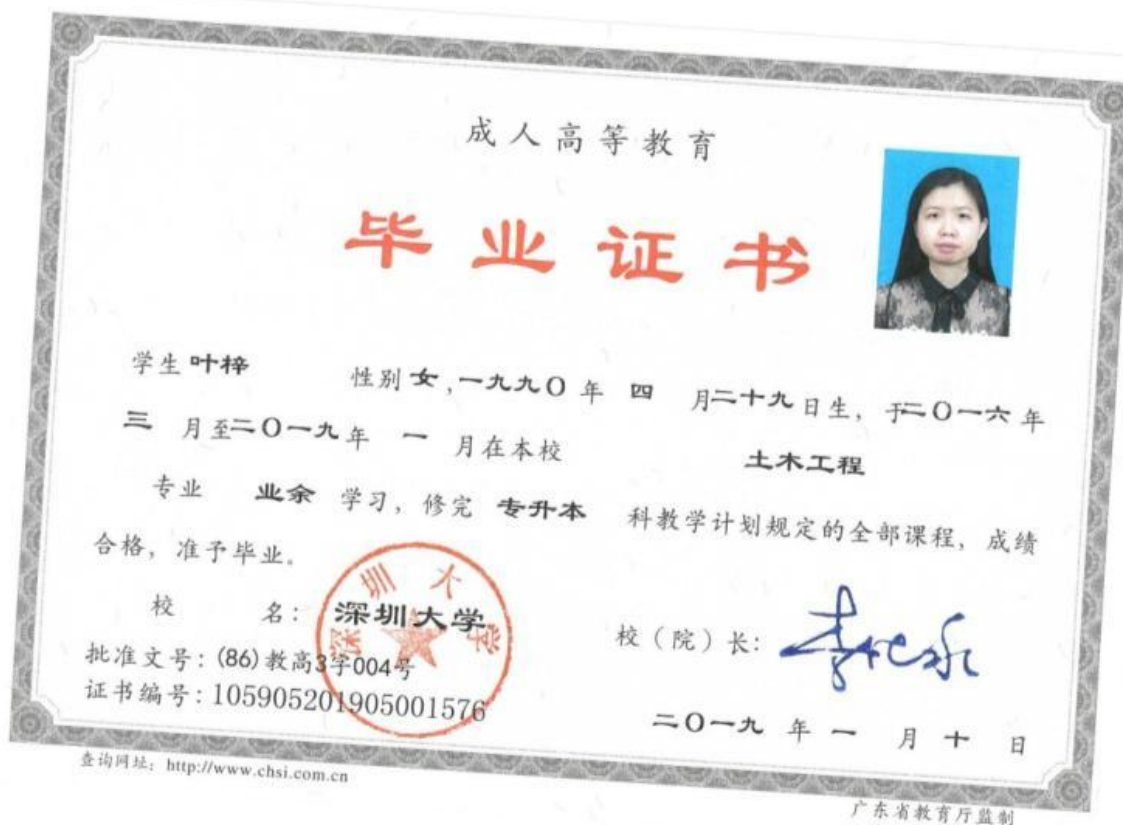 成人高等教育
毕业证书
学生 叶梓 性别 女,一九九〇 年 四 月 二十九 日生, 于 二〇一六 年
三 月至 二〇一九 年 一 月在本校 土木工程
专业 业余 学习, 修完 专升本 科教学计划规定的全部课程, 成绩
合格, 准予毕业。
校 名: 深圳大学
深圳大学
批准文号: (86)教高3字004号
证书编号: 105905201905001576
校(院)长:
二〇一九 年 一 月 十 日
查询网址: http://www.chsi.com.cn
广东省教育厅监制